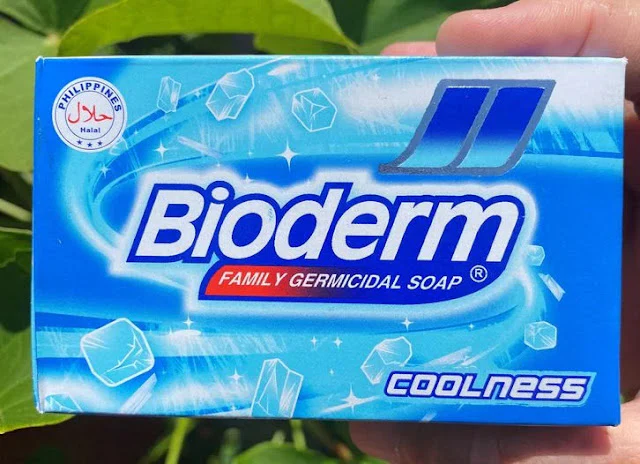 PHILIPPINES
حلال
Halal
Bioderm
FAMILY GERMICIDAL SOAP ®
COOLNESS